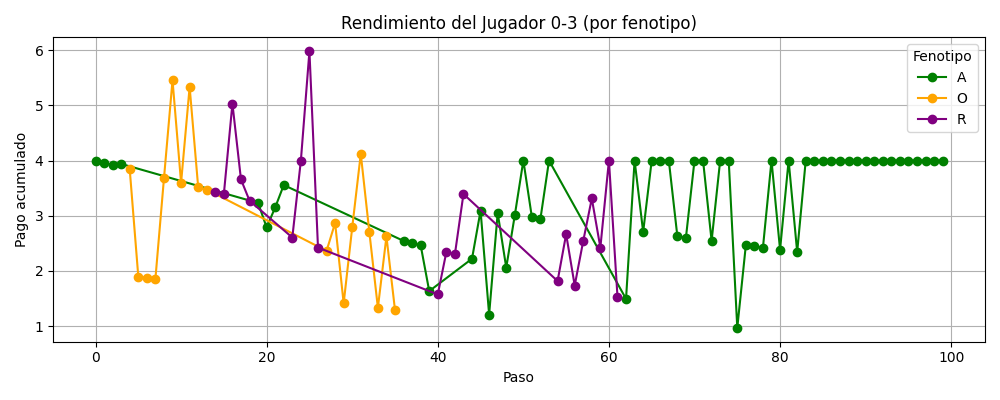 Rendimiento del Jugador 0-3 (por fenotipo)
Pago acumulado
6
5
4
3
2
1
0
20
40
60
80
100
Paso
Fenotipo
A
O
R